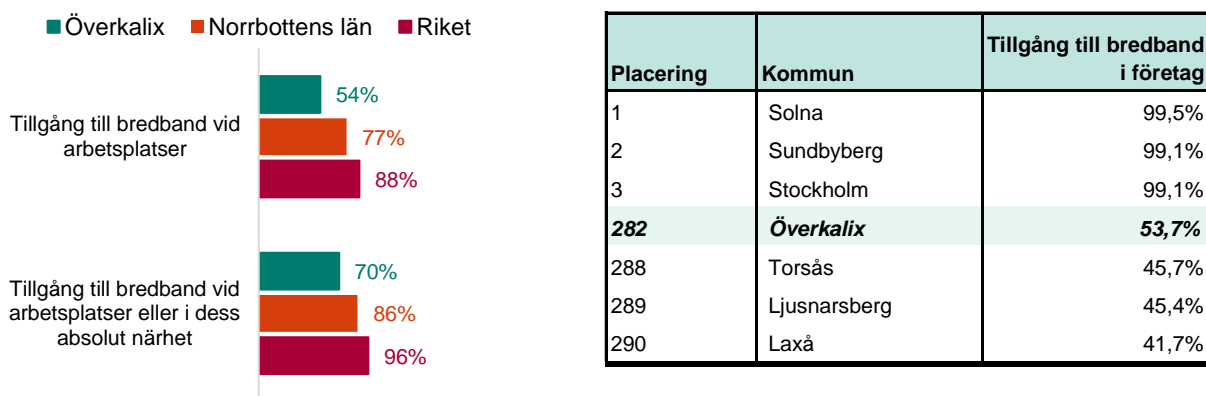 Överkalix Norrbottens län Riket
Tillgång till bredband vid
arbetsplatser
54%
77%
88%
Tillgång till bredband vid
arbetsplatser eller i dess
absolut närhet
70%
86%
96%
Placering Kommun Tillgång till bredband
i företag
1 Solna 99,5%
2 Sundbyberg 99,1%
3 Stockholm 99,1%
282 Överkalix 53,7%
288 Torsås 45,7%
289 Ljusnarsberg 45,4%
290 Laxå 41,7%